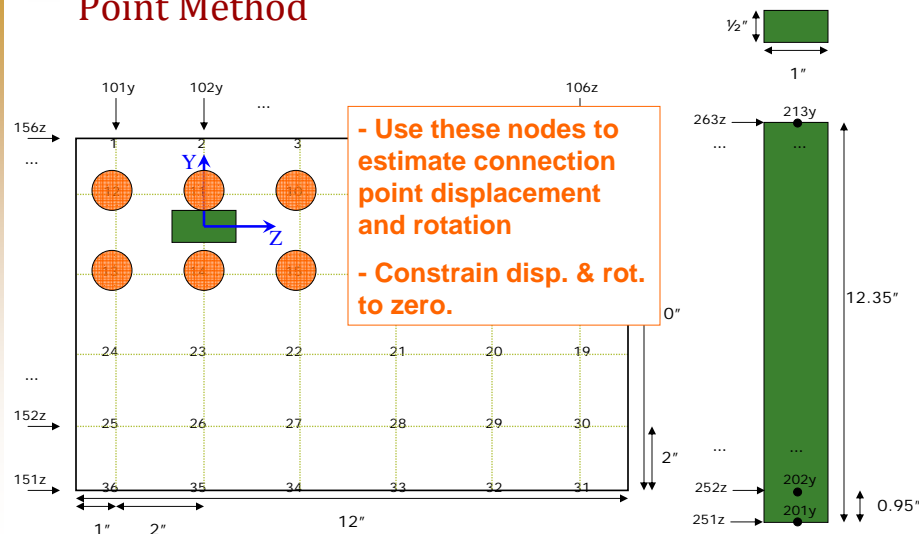 Point Method
½"
1"
101y
102y
...
106z
156z
...
1
2
3
Y
Z
12
11
10
13
14
15
- Use these nodes to
estimate connection
point displacement
and rotation
- Constrain disp. & rot.
to zero.
0"
24
23
22
21
20
19
...
152z
25
26
27
28
29
30
2"
151z
36
35
34
33
32
31
1"
2"
12"
263z
213y
...
...
12.35"
...
...
252z
202y
0.95"
251z
201y